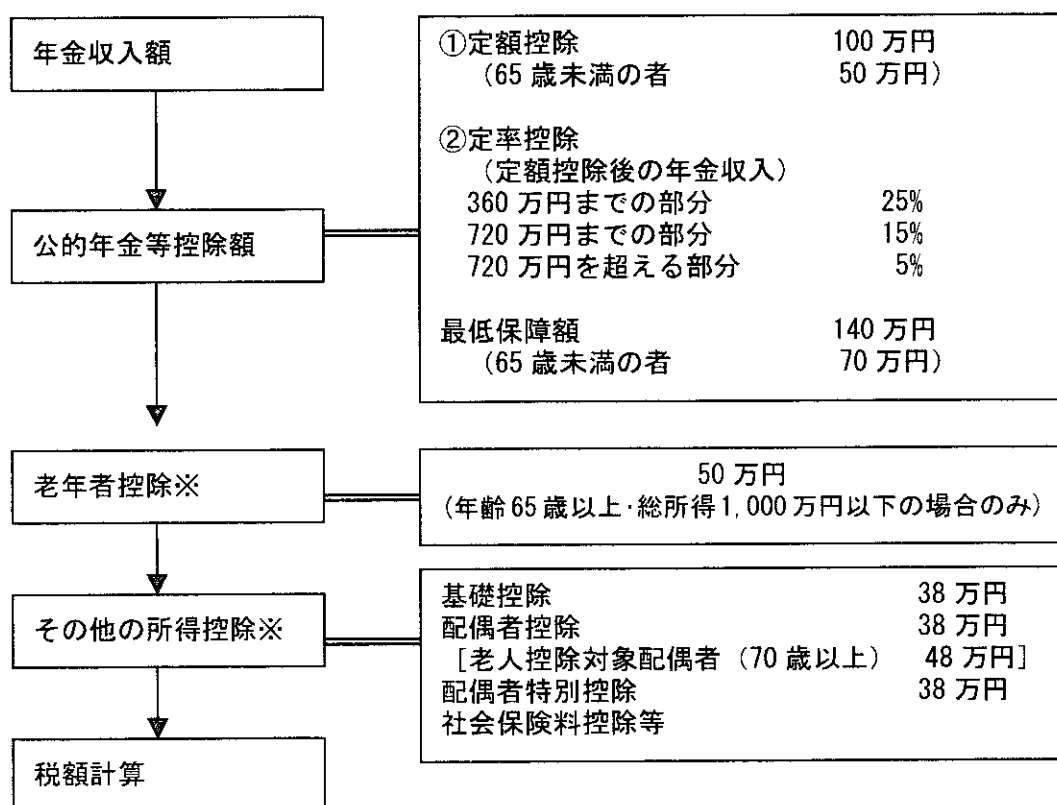 年金収入額
①定額控除 100万円
(65歳未満の者 50万円)
②定率控除
(定額控除後の年金収入)
360万円までの部分 25%
720万円までの部分 15%
720万円を超える部分 5%
最低保障額 140万円
(65歳未満の者 70万円)
公的年金等控除額
老年者控除※
50万円
(年齢65歳以上・総所得1,000万円以下の場合のみ)
その他の所得控除※
基礎控除 38万円
配偶者控除 38万円
[老人控除対象配偶者(70歳以上) 48万円]
配偶者特別控除 38万円
社会保険料控除等
税額計算